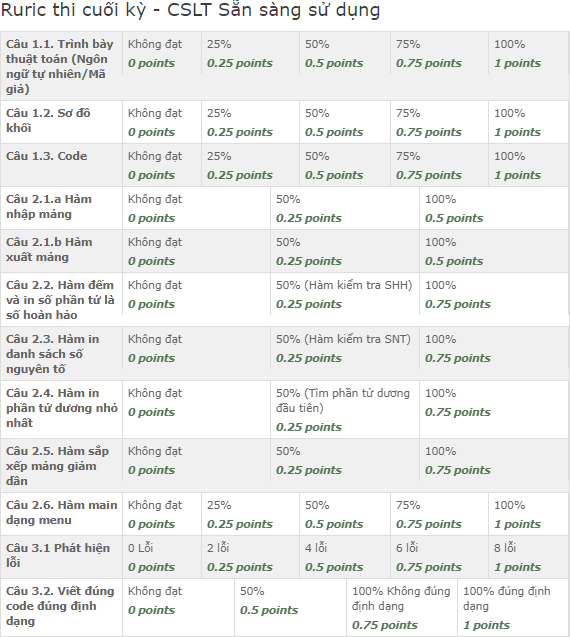 Ruric thi cuối kỳ - CSLT Sẵn sàng sử dụng
Câu 1.1. Trình bày thuật toán (Ngôn ngữ tự nhiên/Mã giả)
Không đạt 25% 50% 75% 100%
0 points 0.25 points 0.5 points 0.75 points 1 points
Câu 1.2. Sơ đồ khối
Không đạt 25% 50% 75% 100%
0 points 0.25 points 0.5 points 0.75 points 1 points
Câu 1.3. Code
Không đạt 25% 50% 75% 100%
0 points 0.25 points 0.5 points 0.75 points 1 points
Câu 2.1.a Hàm nhập mảng
Không đạt 50% 100%
0 points 0.25 points 0.5 points
Câu 2.1.b Hàm xuất mảng
Không đạt 50% 100%
0 points 0.25 points 0.5 points
Câu 2.2. Hàm đếm và in số phần tử là số hoàn hảo
Không đạt 50% (Hàm kiểm tra SHH) 100%
0 points 0.25 points 0.75 points
Câu 2.3. Hàm in danh sách số nguyên tố
Không đạt 50% (Hàm kiểm tra SNT) 100%
0 points 0.25 points 0.75 points
Câu 2.4. Hàm in phần tử dương nhỏ nhất
Không đạt 50% (Tìm phần tử dương đầu tiên) 100%
0 points 0.25 points 0.75 points
Câu 2.5. Hàm sắp xếp mảng giảm dần
Không đạt 50% 100%
0 points 0.25 points 0.75 points
Câu 2.6. Hàm main dạng menu
Không đạt 25% 50% 75% 100%
0 points 0.25 points 0.5 points 0.75 points 1 points
Câu 3.1 Phát hiện lỗi
0 Lỗi 2 lỗi 4 lỗi 6 lỗi 8 lỗi
0 points 0.25 points 0.5 points 0.75 points 1 points
Câu 3.2. Viết đúng code đúng định dạng
Không đạt 50% 100% Không đúng định dạng 100% đúng định dạng
0 points 0.5 points 0.75 points 1 points